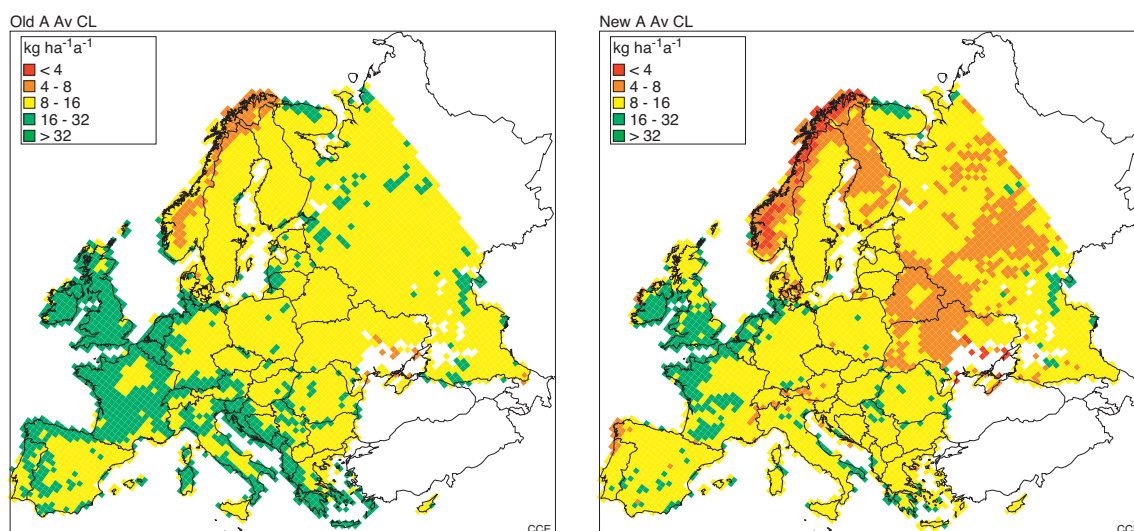 Old A Av CL
kg ha⁻¹a⁻¹
< 4
4 - 8
8 - 16
16 - 32
> 32
CCE
New A Av CL
kg ha⁻¹a⁻¹
< 4
4 - 8
8 - 16
16 - 32
> 32